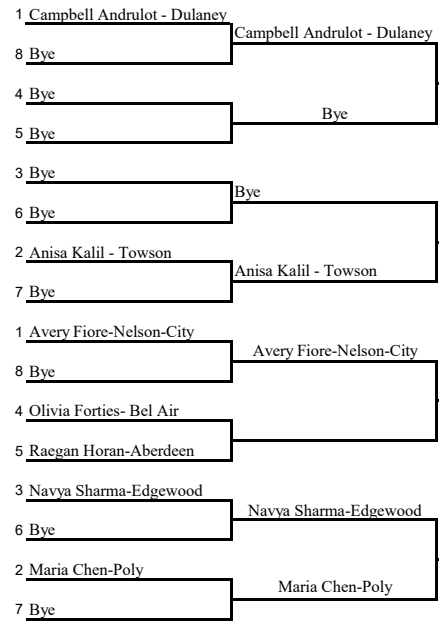 1 Campbell Andrulot - Dulaney
Campbell Andrulot - Dulaney
8 Bye
4 Bye
Bye
5 Bye
3 Bye
Bye
6 Bye
2 Anisa Kalil - Towson
Anisa Kalil - Towson
7 Bye
1 Avery Fiore-Nelson-City
Avery Fiore-Nelson-City
8 Bye
4 Olivia Forties- Bel Air
5 Raegan Horan-Aberdeen
3 Navya Sharma-Edgewood
Navya Sharma-Edgewood
6 Bye
2 Maria Chen-Poly
Maria Chen-Poly
7 Bye